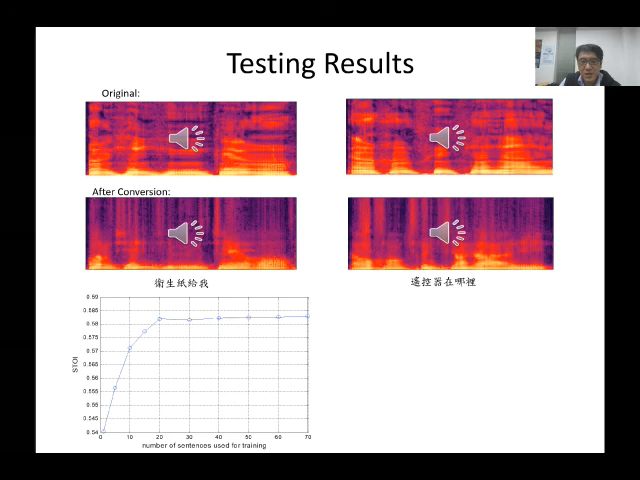 Testing Results
Original:
After Conversion:
衛生紙給我
遙控器在哪裡
0.59
0.585
0.58
0.575
0.57
0.565
0.56
0.555
0.55
0.545
0.54
STOI
0 10 20 30 40 50 60 70
number of sentences used for training